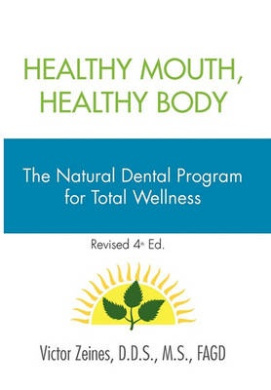 HEALTHY MOUTH,
HEALTHY BODY
The Natural Dental Program
for Total Wellness
Revised 4th Ed.
Victor Zeines, D.D.S., M.S., FAGD